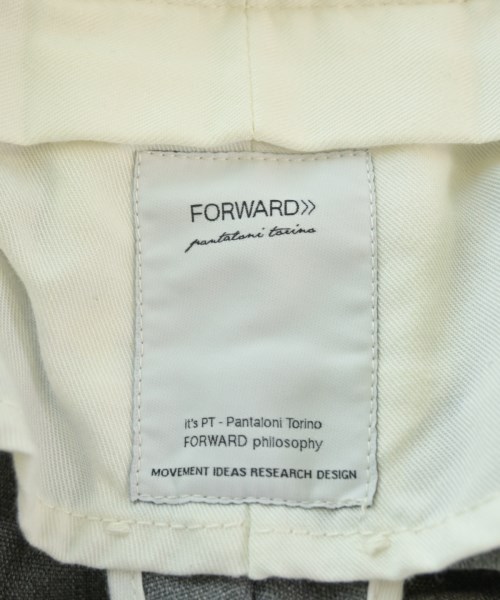 FORWARD»
pantaloni torino
it's PT - Pantaloni Torino
FORWARD philosophy
MOVEMENT IDEAS RESEARCH DESIGN